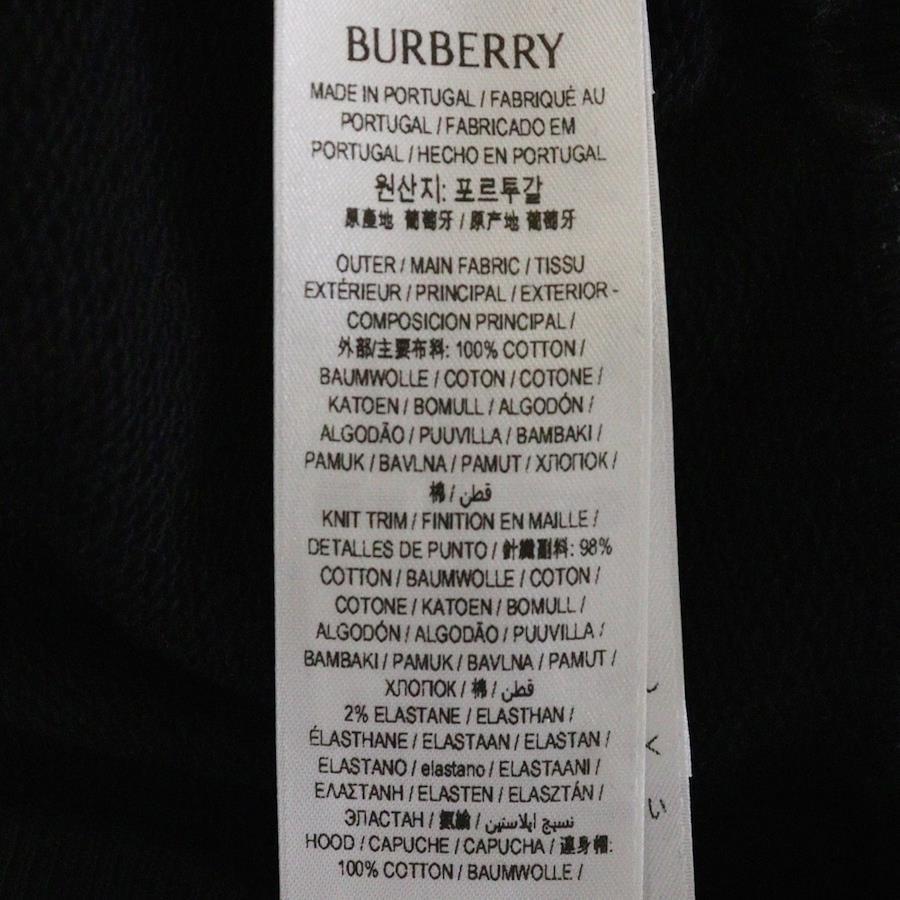 BURBERRY
MADE IN PORTUGAL / FABRIQUÉ AU
PORTUGAL / FABRICADO EM
PORTUGAL / HECHO EN PORTUGAL
원산지: 포르투갈
原產地 葡萄牙 / 原产地 葡萄牙
OUTER / MAIN FABRIC / TISSU
EXTÉRIEUR / PRINCIPAL / EXTERIOR -
COMPOSICION PRINCIPAL /
外部/主要布料: 100% COTTON /
BAUMWOLLE / COTON / COTONE /
KATOEN / BOMULL / ALGODÓN /
ALGODÃO / PUUVILLA / BAMBAKI /
PAMUK / BAVLNA / PAMUT / ХЛОПОК /
棉 / قطن
KNIT TRIM / FINITION EN MAILLE /
DETALLES DE PUNTO / 針織副料: 98%
COTTON / BAUMWOLLE / COTON /
COTONE / KATOEN / BOMULL /
ALGODÓN / ALGODÃO / PUUVILLA /
BAMBAKI / PAMUK / BAVLNA / PAMUT /
ХЛОПОК / 棉 / قطن
2% ELASTANE / ELASTHAN /
ÉLASTHANE / ELASTAAN / ELASTAN /
ELASTANO / elastano / ELASTAANI /
ΕΛΑΣΤΑΝΗ / ELASTEN / ELASZTÁN /
ЭЛАСТАН / 氨綸 / نسيج ايلاستين
HOOD / CAPUCHE / CAPUCHA / 連身帽:
100% COTTON / BAUMWOLLE /